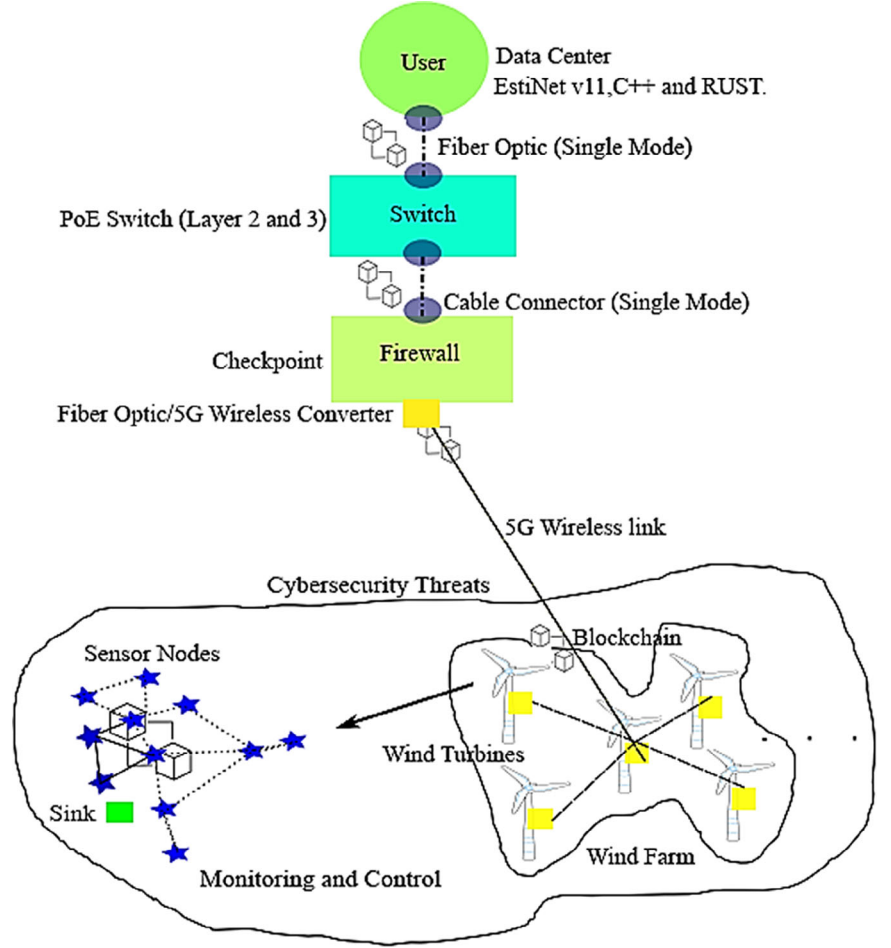 User
Data Center
EstiNet v11,C++ and RUST.
Fiber Optic (Single Mode)
PoE Switch (Layer 2 and 3)
Switch
Cable Connector (Single Mode)
Checkpoint
Firewall
Fiber Optic/5G Wireless Converter
5G Wireless link
Cybersecurity Threats
Blockchain
Sensor Nodes
Wind Turbines
Sink
Wind Farm
Monitoring and Control